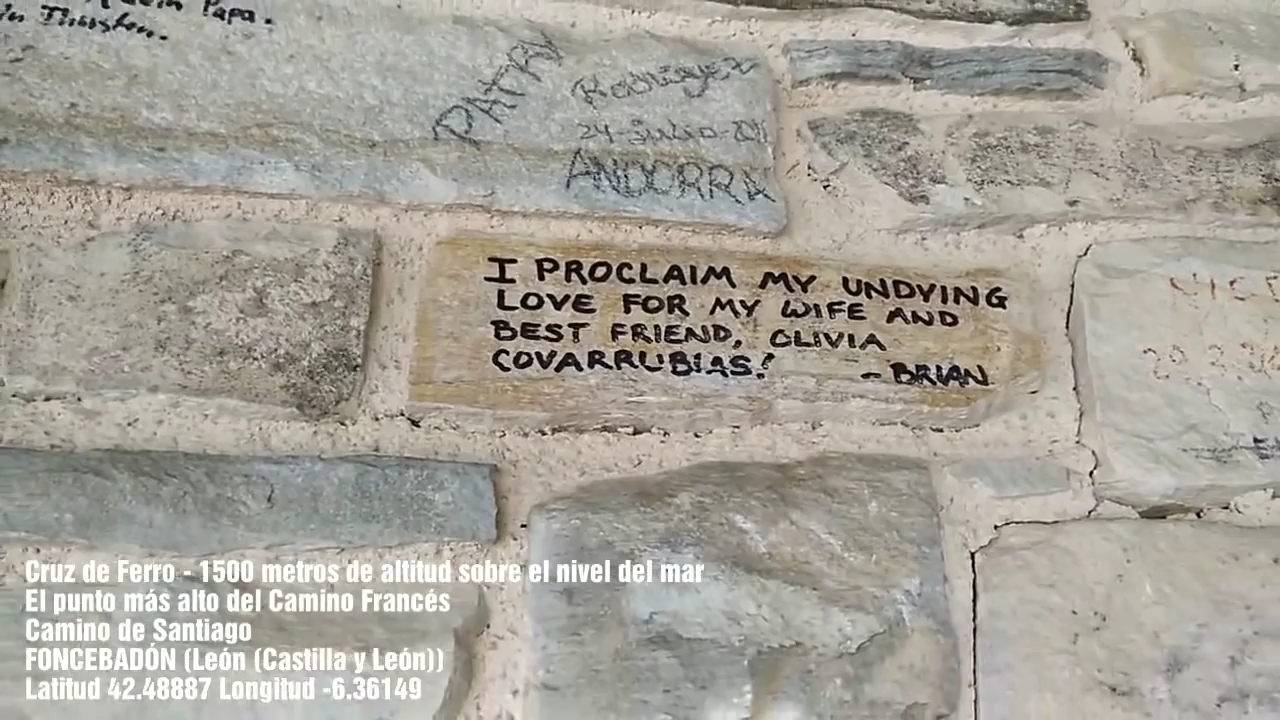 Papa.
PATRY
Rodriguez
24-Julio-2011
ANDORRA
I PROCLAIM MY UNDYING
LOVE FOR MY WIFE AND
BEST FRIEND, OLIVIA
COVARRUBIAS!
- BRIAN
Cruz de Ferro - 1500 metros de altitud sobre el nivel del mar
El punto más alto del Camino Francés
Camino de Santiago
FONCEBADÓN (León (Castilla y León))
Latitud 42.48887 Longitud -6.36149